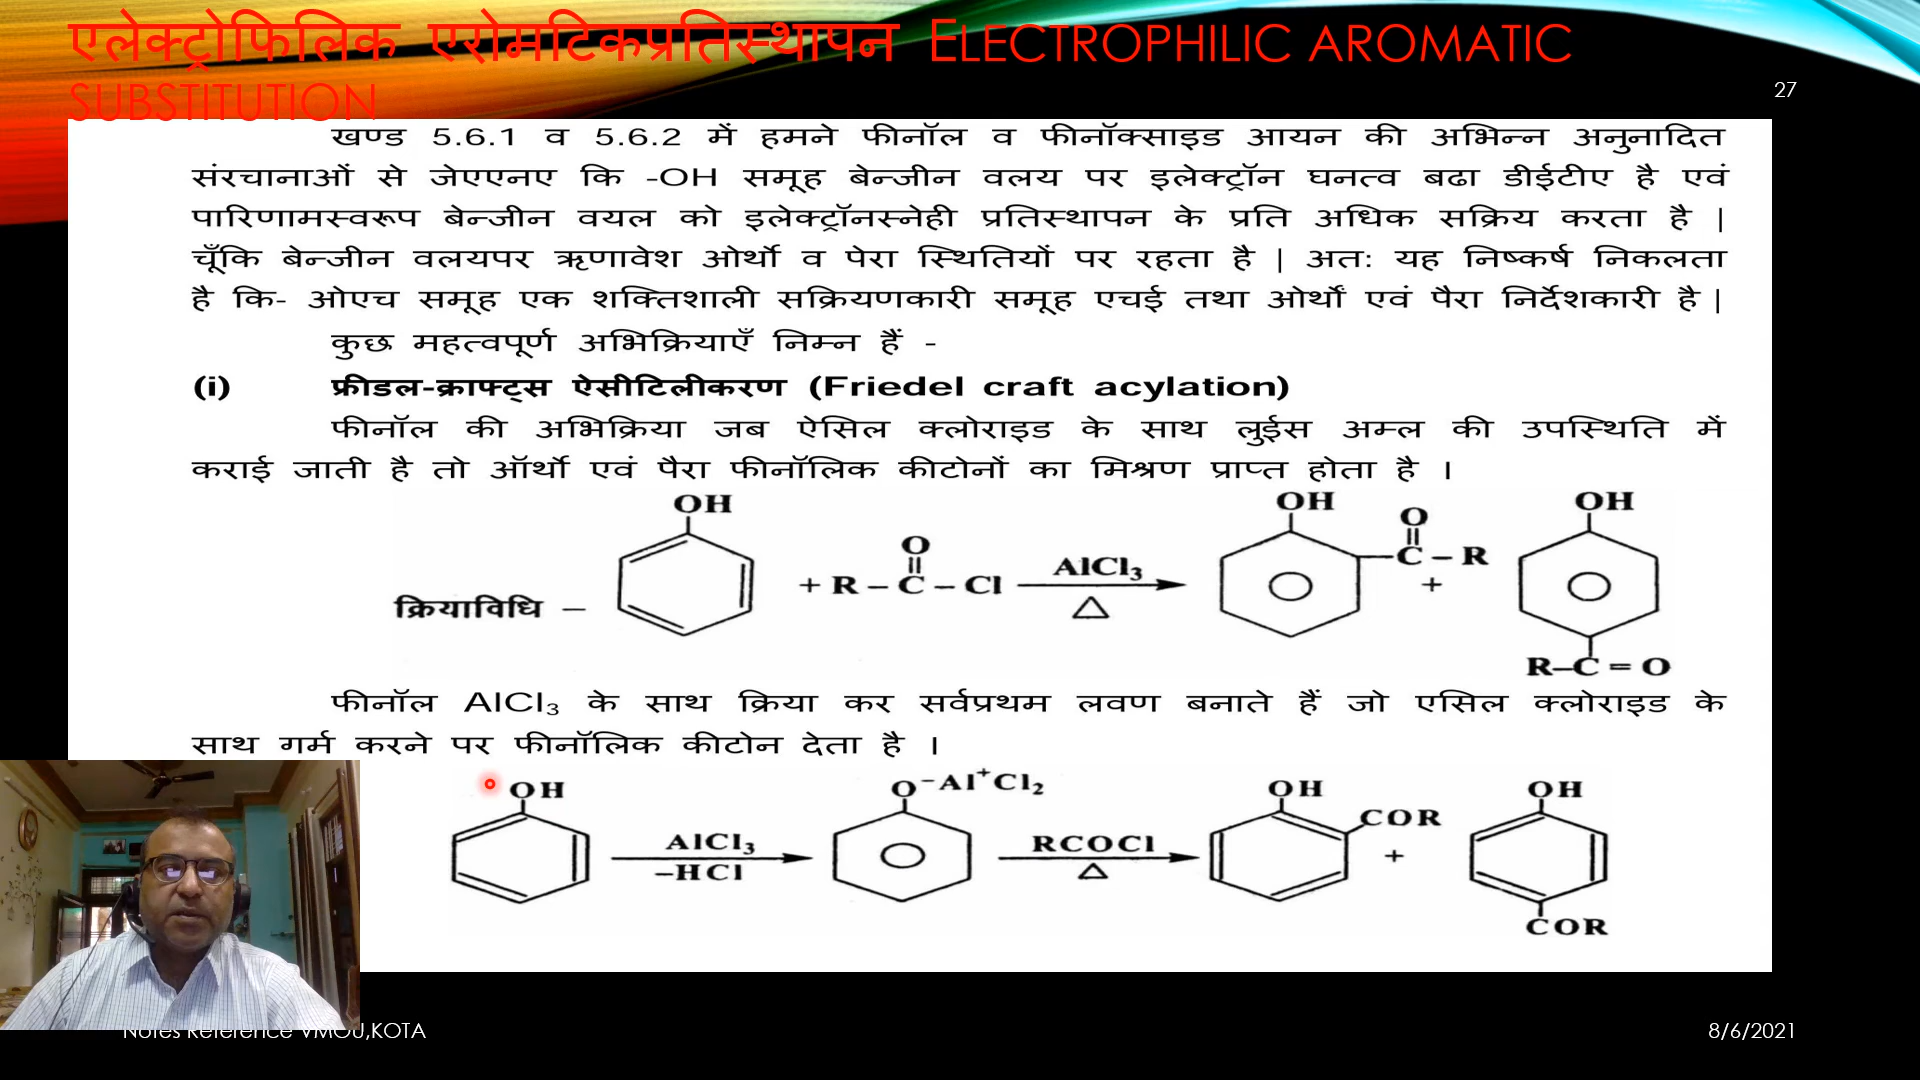 एलेक्ट्रोफिलिक एरोमटिकप्रतिस्थापन ELECTROPHILIC AROMATIC
SUBSTITUTION
27
खण्ड 5.6.1 व 5.6.2 में हमने फीनॉल व फीनॉक्साइड आयन की अभिन्न अनुनादित
संरचानाओं से जेएएनए कि -OH समूह बेन्जीन वलय पर इलेक्ट्रॉन घनत्व बढा डीईटीए है एवं
पारिणामस्वरूप बेन्जीन वयल को इलेक्ट्रॉनस्नेही प्रतिस्थापन के प्रति अधिक सक्रिय करता है |
चूँकि बेन्जीन वलयपर ऋणावेश ओर्थो व पेरा स्थितियों पर रहता है | अतः यह निष्कर्ष निकलता
है कि- ओएच समूह एक शक्तिशाली सक्रियणकारी समूह एचई तथा ओर्थों एवं पैरा निर्देशकारी है |
कुछ महत्वपूर्ण अभिक्रियाएँ निम्न हैं -
(i) फ्रीडल-क्राफ्ट्स ऐसीटिलीकरण (Friedel craft acylation)
फीनॉल की अभिक्रिया जब ऐसिल क्लोराइड के साथ लुईस अम्ल की उपस्थिति में
कराई जाती है तो ऑर्थो एवं पैरा फीनॉलिक कीटोनों का मिश्रण प्राप्त होता है ।
OH OH OH
O O
क्रियाविधि – + R – C – Cl AlCl₃ △ C – R +
R–C = O
फीनॉल AlCl₃ के साथ क्रिया कर सर्वप्रथम लवण बनाते हैं जो एसिल क्लोराइड के
साथ गर्म करने पर फीनॉलिक कीटोन देता है ।
OH O⁻Al⁺Cl₂ OH OH
AlCl₃ RCOCl COR
–HCl △ +
COR
Notes Reference VMOU,KOTA
8/6/2021